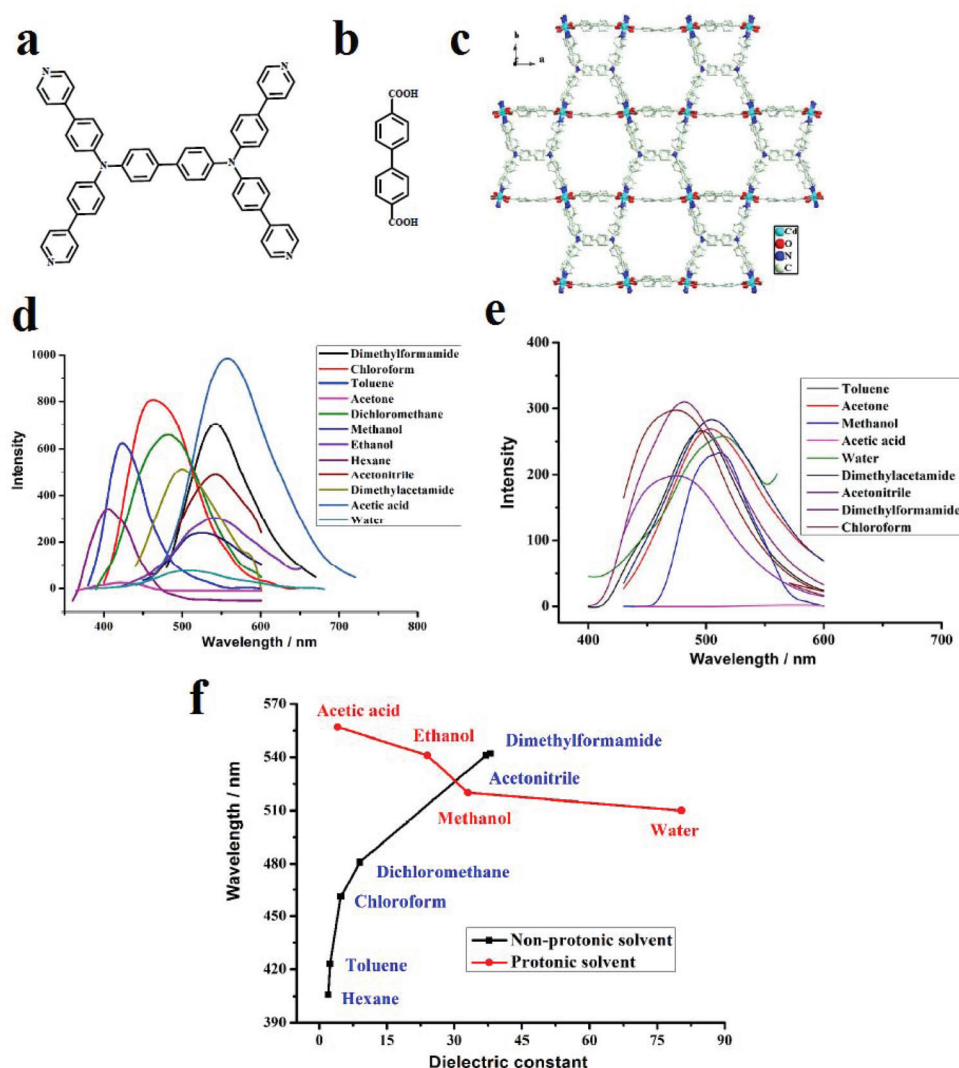 a
b
c
N
N
N
N
N
N
COOH
COOH
b
a
Cd
O
N
C
d
e
1000
800
600
400
200
0
Intensity
400
500
600
700
800
Wavelength / nm
Dimethylformamide
Chloroform
Toluene
Acetone
Dichloromethane
Methanol
Ethanol
Hexane
Acetonitrile
Dimethylacetamide
Acetic acid
Water
400
300
200
100
0
Intensity
400
500
600
700
Wavelength / nm
Toluene
Acetone
Methanol
Acetic acid
Water
Dimethylacetamide
Acetonitrile
Dimethylformamide
Chloroform
f
570
540
510
480
450
420
390
Wavelength / nm
Acetic acid
Ethanol
Dimethylformamide
Acetonitrile
Methanol
Water
Dichloromethane
Chloroform
Toluene
Hexane
Non-protonic solvent
Protonic solvent
0
15
30
45
60
75
90
Dielectric constant